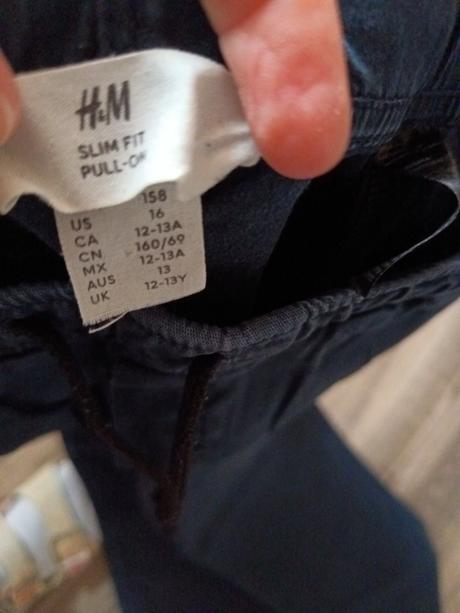 H&M
SLIM FIT
PULL-ON
158
US 16
CA 12-13A
CN 160/69
MX 12-13A
AUS 13
UK 12-13Y